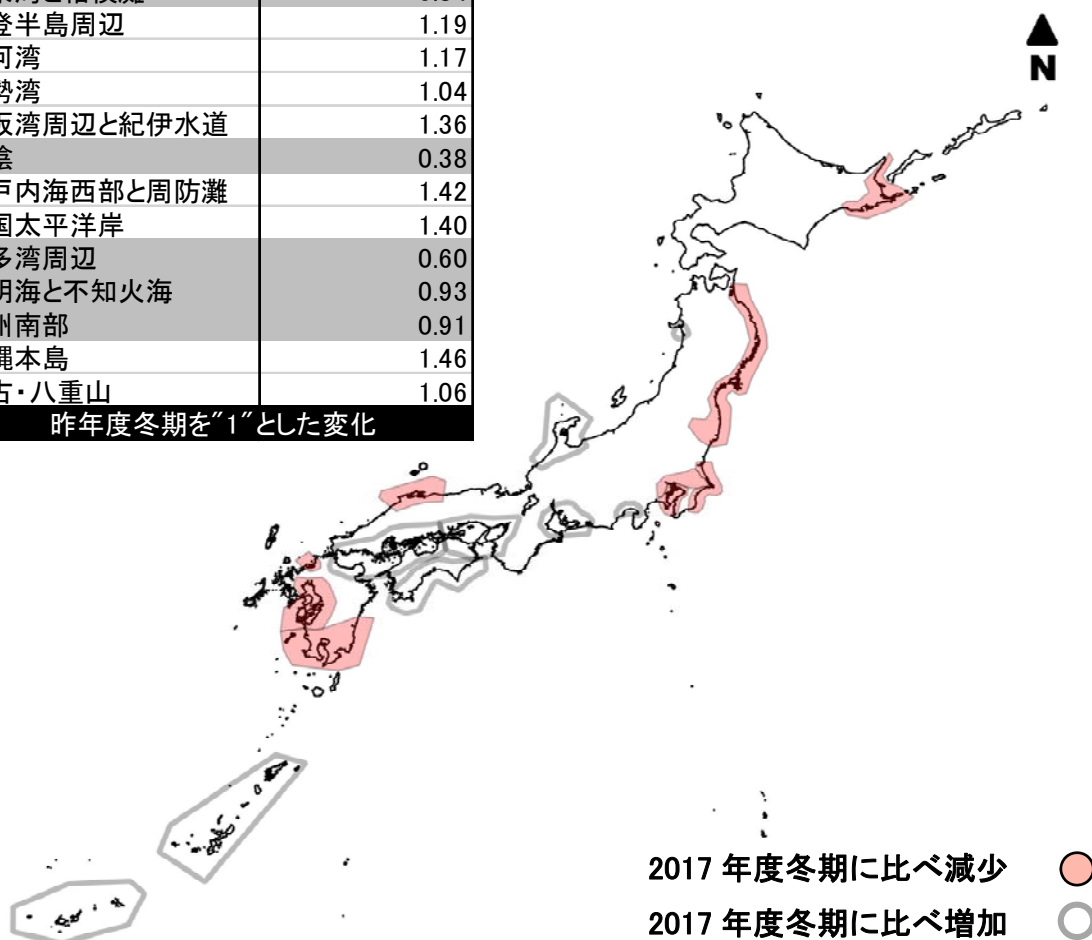 登半島周辺 1.19
可湾 1.17
勢湾 1.04
阪湾周辺と紀伊水道 1.36
陰 0.38
戸内海西部と周防灘 1.42
国太平洋岸 1.40
多湾周辺 0.60
明海と不知火海 0.93
州南部 0.91
縄本島 1.46
古・八重山 1.06
昨年度冬期を"1"とした変化
N
2017 年度冬期に比べ減少
2017 年度冬期に比べ増加